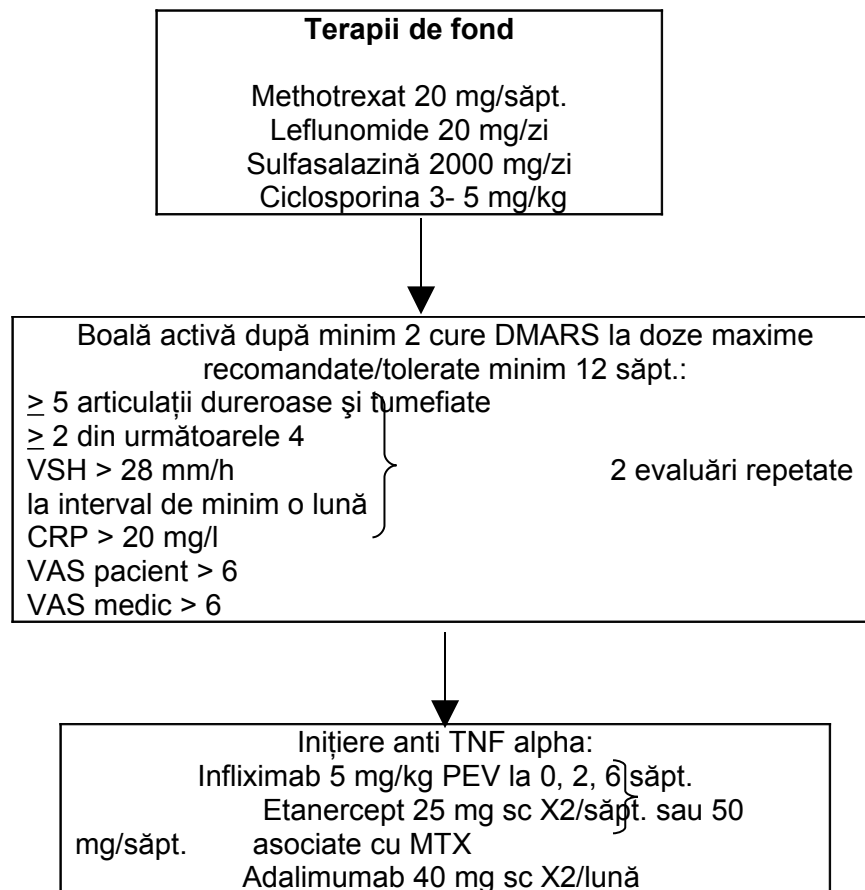 Terapii de fond
Methotrexat 20 mg/săpt.
Leflunomide 20 mg/zi
Sulfasalazină 2000 mg/zi
Ciclosporina 3- 5 mg/kg
Boală activă după minim 2 cure DMARS la doze maxime
recomandate/tolerate minim 12 săpt.:
≥ 5 articulaţii dureroase şi tumefiate
≥ 2 din următoarele 4
VSH > 28 mm/h 2 evaluări repetate
la interval de minim o lună
CRP > 20 mg/l
VAS pacient > 6
VAS medic > 6
Iniţiere anti TNF alpha:
Infliximab 5 mg/kg PEV la 0, 2, 6 săpt.
Etanercept 25 mg sc X2/săpt. sau 50
mg/săpt. asociate cu MTX
Adalimumab 40 mg sc X2/lună